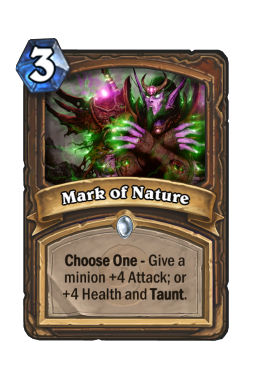 3
Mark of Nature
Choose One - Give a
minion +4 Attack; or
+4 Health and Taunt.